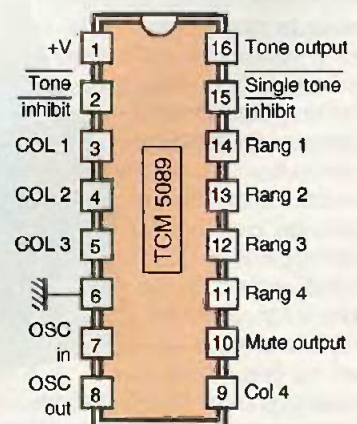 +V 1 16 Tone output
Tone inhibit 2 15 Single tone inhibit
COL 1 3 14 Rang 1
COL 2 4 13 Rang 2
COL 3 5 12 Rang 3
6 11 Rang 4
OSC in 7 10 Mute output
OSC out 8 9 Col 4
TCM 5089